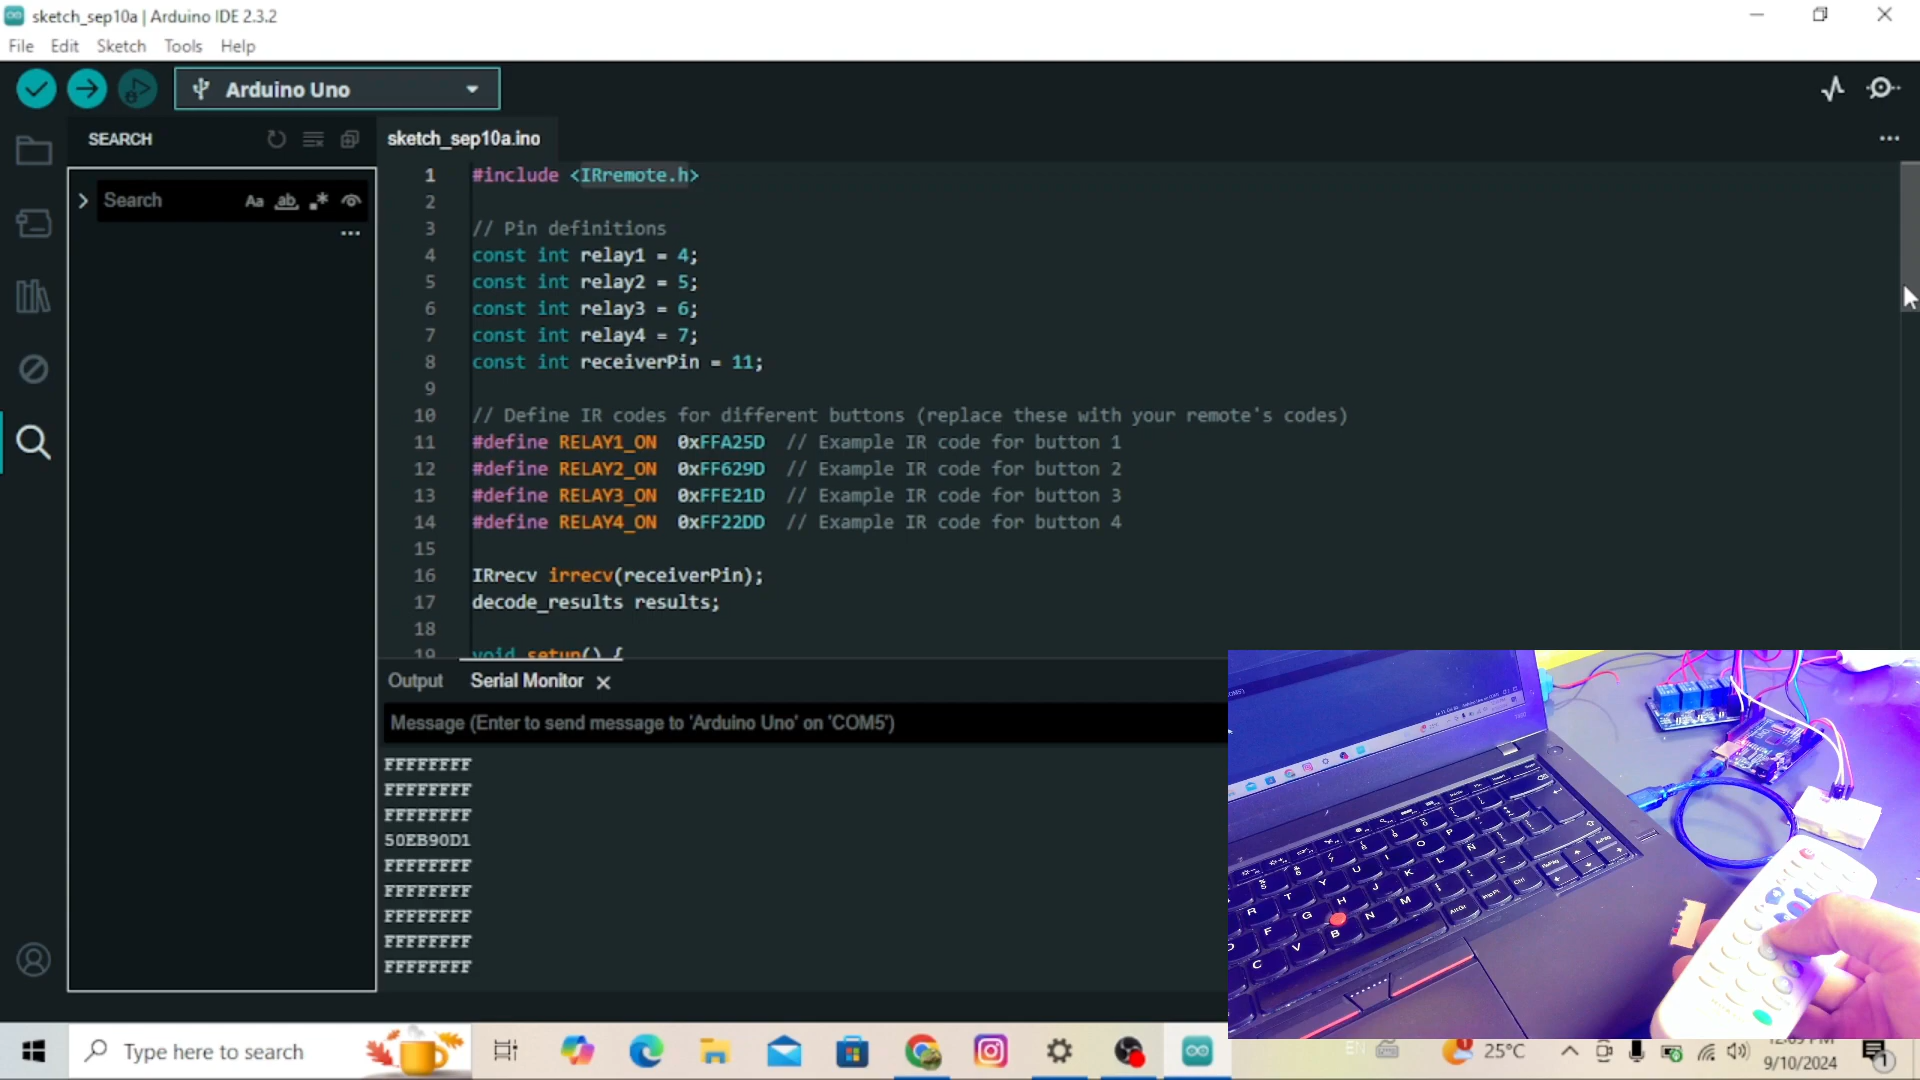 sketch_sep10a | Arduino IDE 2.3.2
File Edit Sketch Tools Help
Arduino Uno
SEARCH
Search
Aa ab .*
sketch_sep10a.ino
1 #include <IRremote.h>
2
3 // Pin definitions
4 const int relay1 = 4;
5 const int relay2 = 5;
6 const int relay3 = 6;
7 const int relay4 = 7;
8 const int receiverPin = 11;
9
10 // Define IR codes for different buttons (replace these with your remote's codes)
11 #define RELAY1_ON 0xFFA25D // Example IR code for button 1
12 #define RELAY2_ON 0xFF629D // Example IR code for button 2
13 #define RELAY3_ON 0xFFE21D // Example IR code for button 3
14 #define RELAY4_ON 0xFF22DD // Example IR code for button 4
15
16 IRrecv irrecv(receiverPin);
17 decode_results results;
18
19 void setup() {
Output Serial Monitor
Message (Enter to send message to 'Arduino Uno' on 'COM5')
FFFFFFFF
FFFFFFFF
FFFFFFFF
50EB90D1
FFFFFFFF
FFFFFFFF
FFFFFFFF
FFFFFFFF
FFFFFFFF
Type here to search
EN
25°C
9/10/2024
1